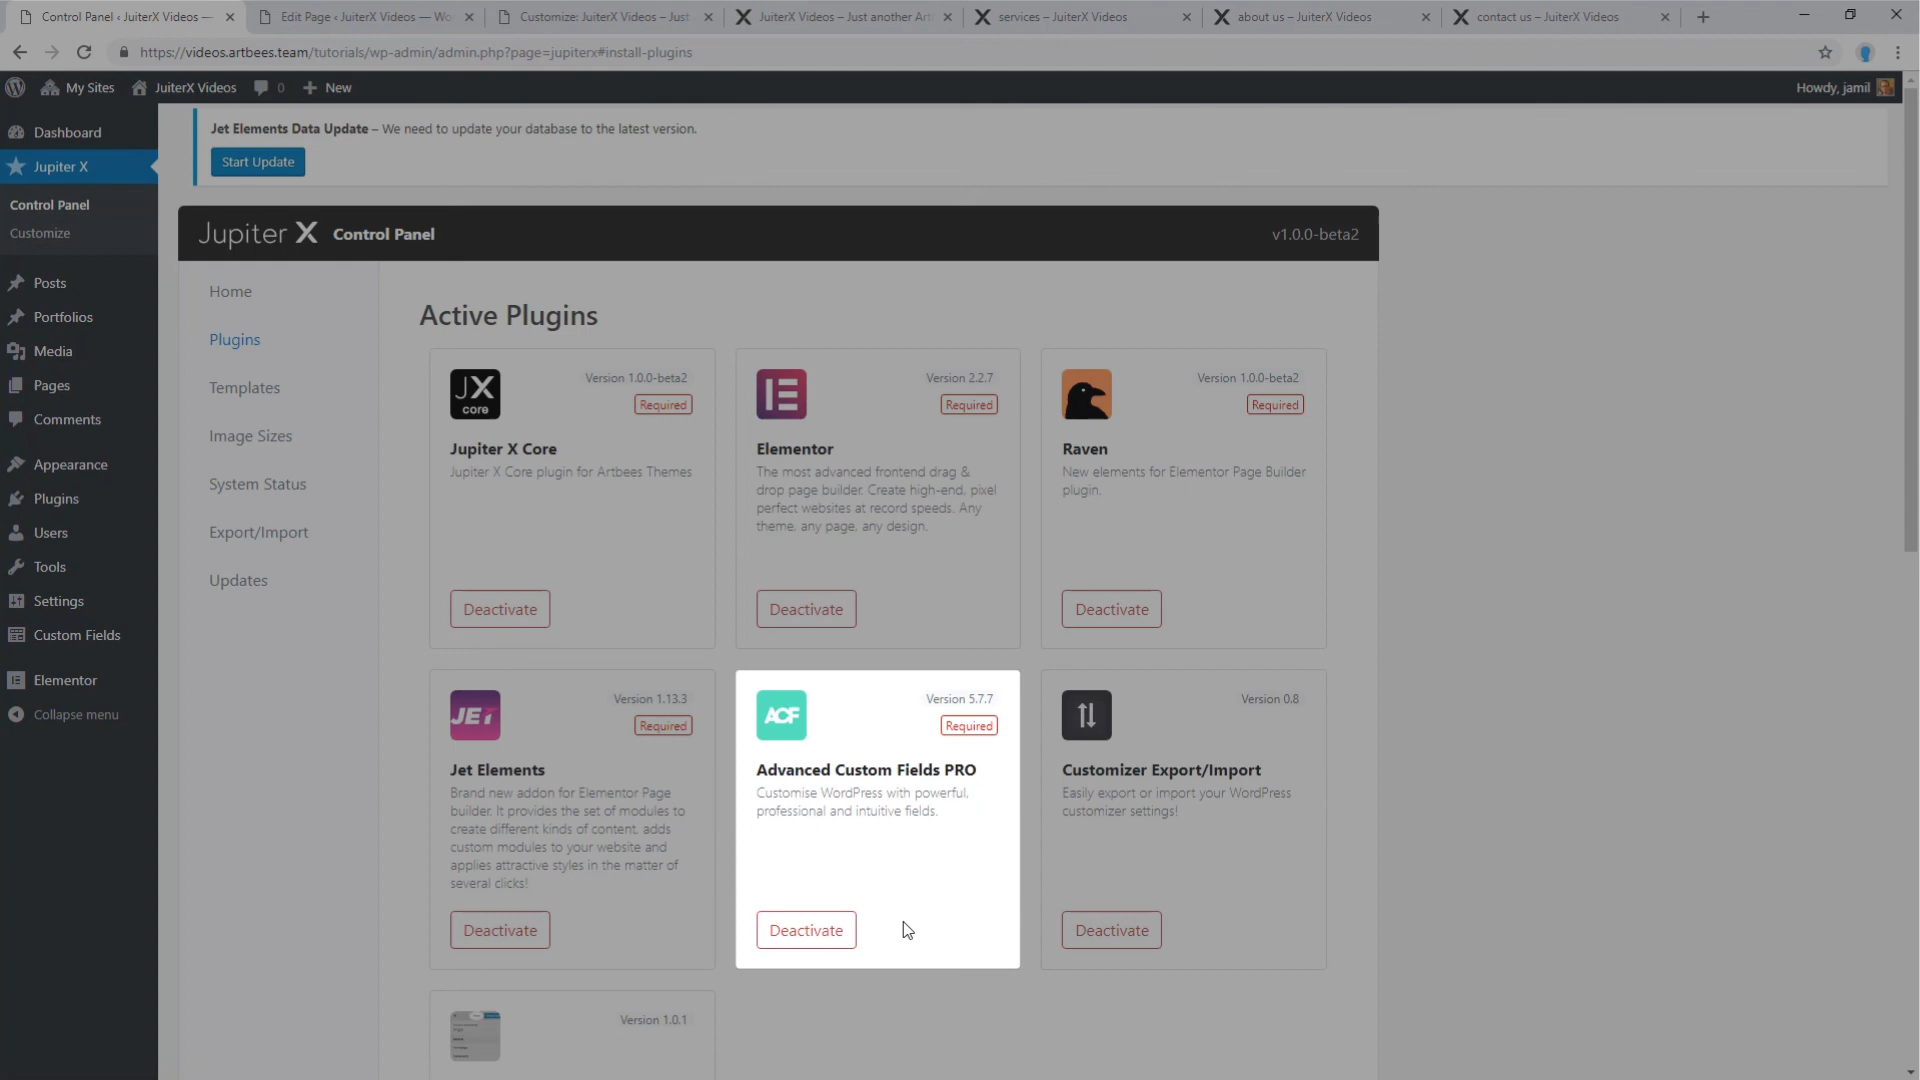 Control Panel ‹ JuiterX Videos —
Edit Page ‹ JuiterX Videos — Wo
Customize: JuiterX Videos – Just
JuiterX Videos – Just another Art
services – JuiterX Videos
about us – JuiterX Videos
contact us – JuiterX Videos
https://videos.artbees.team/tutorials/wp-admin/admin.php?page=jupiterx#install-plugins
My Sites
JuiterX Videos
0
New
Howdy, jamil
Dashboard
Jupiter X
Control Panel
Customize
Posts
Portfolios
Media
Pages
Comments
Appearance
Plugins
Users
Tools
Settings
Custom Fields
Elementor
Collapse menu
Jet Elements Data Update – We need to update your database to the latest version.
Start Update
Jupiter X Control Panel
v1.0.0-beta2
Home
Plugins
Templates
Image Sizes
System Status
Export/Import
Updates
Active Plugins
JX core
Version 1.0.0-beta2
Required
Jupiter X Core
Jupiter X Core plugin for Artbees Themes
Deactivate
Version 2.2.7
Required
Elementor
The most advanced frontend drag &
drop page builder. Create high-end, pixel
perfect websites at record speeds. Any
theme, any page, any design.
Deactivate
Version 1.0.0-beta2
Required
Raven
New elements for Elementor Page Builder
plugin.
Deactivate
JET
Version 1.13.3
Required
Jet Elements
Brand new addon for Elementor Page
builder. It provides the set of modules to
create different kinds of content, adds
custom modules to your website and
applies attractive styles in the matter of
several clicks!
Deactivate
ACF
Version 5.7.7
Required
Advanced Custom Fields PRO
Customise WordPress with powerful,
professional and intuitive fields.
Deactivate
Version 0.8
Customizer Export/Import
Easily export or import your WordPress
customizer settings!
Deactivate
Version 1.0.1